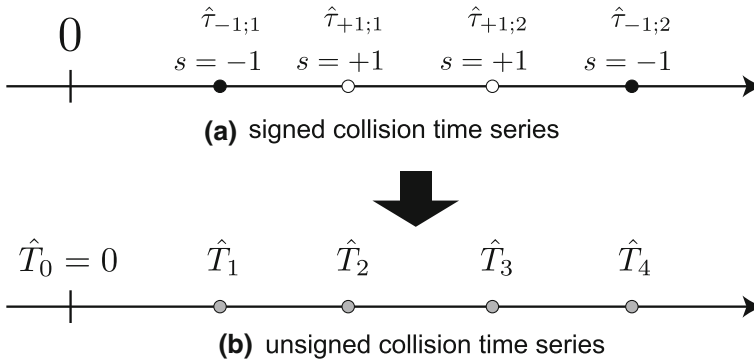 0 τ̂₋₁;₁ τ̂₊₁;₁ τ̂₊₁;₂ τ̂₋₁;₂
s = −1 s = +1 s = +1 s = −1
(a) signed collision time series
T̂₀ = 0 T̂₁ T̂₂ T̂₃ T̂₄
(b) unsigned collision time series